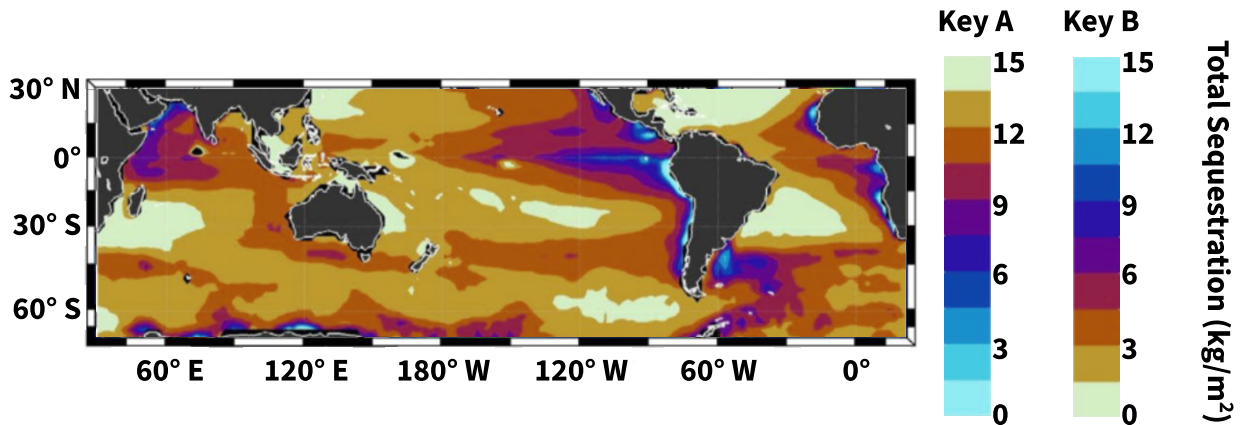 Key A
Key B
15
12
9
6
3
0
15
12
9
6
3
0
Total Sequestration (kg/m²)
30° N
0°
30° S
60° S
60° E
120° E
180° W
120° W
60° W
0°